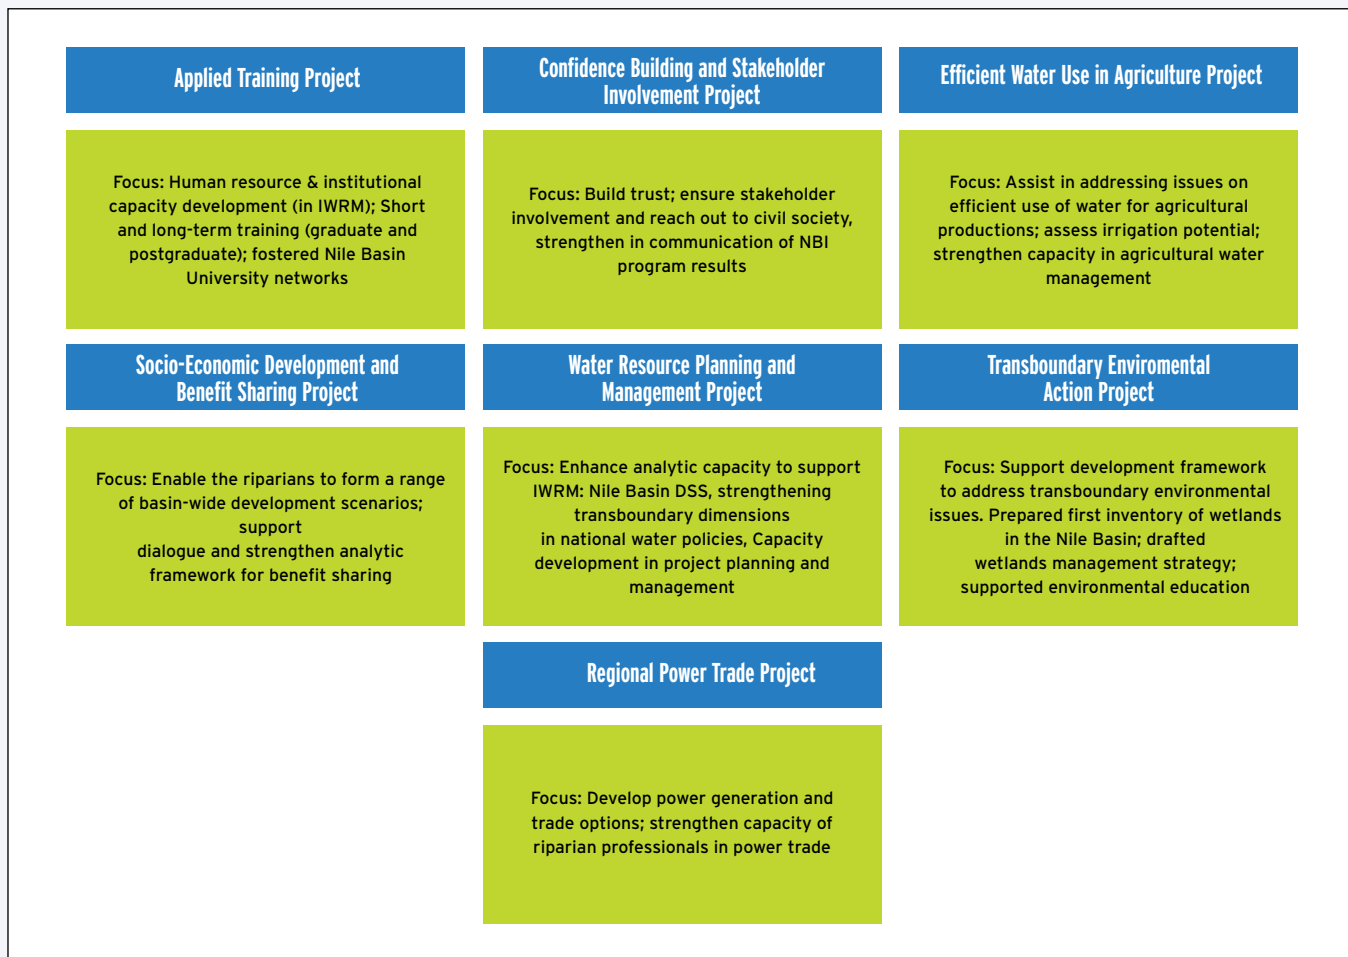 Applied Training Project
Focus: Human resource & institutional
capacity development (in IWRM); Short
and long-term training (graduate and
postgraduate); fostered Nile Basin
University networks
Confidence Building and Stakeholder
Involvement Project
Focus: Build trust; ensure stakeholder
involvement and reach out to civil society,
strengthen in communication of NBI
program results
Efficient Water Use in Agriculture Project
Focus: Assist in addressing issues on
efficient use of water for agricultural
productions; assess irrigation potential;
strengthen capacity in agricultural water
management
Socio-Economic Development and
Benefit Sharing Project
Focus: Enable the riparians to form a range
of basin-wide development scenarios;
support
dialogue and strengthen analytic
framework for benefit sharing
Water Resource Planning and
Management Project
Focus: Enhance analytic capacity to support
IWRM: Nile Basin DSS, strengthening
transboundary dimensions
in national water policies, Capacity
development in project planning and
management
Transboundary Enviromental
Action Project
Focus: Support development framework
to address transboundary environmental
issues. Prepared first inventory of wetlands
in the Nile Basin; drafted
wetlands management strategy;
supported environmental education
Regional Power Trade Project
Focus: Develop power generation and
trade options; strengthen capacity of
riparian professionals in power trade